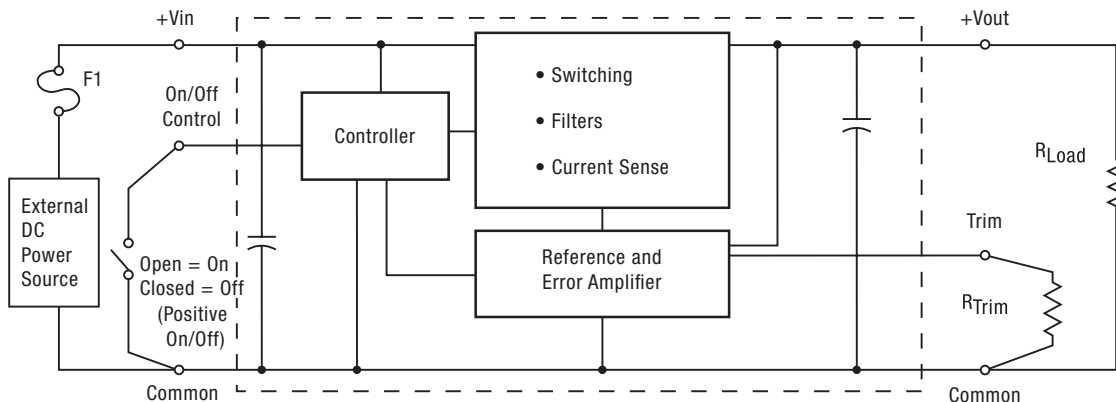 +Vin
+Vout
F1
On/Off
Control
Controller
• Switching
• Filters
• Current Sense
RLoad
External
DC
Power
Source
Open = On
Closed = Off
(Positive
On/Off)
Reference and
Error Amplifier
Trim
RTrim
Common
Common